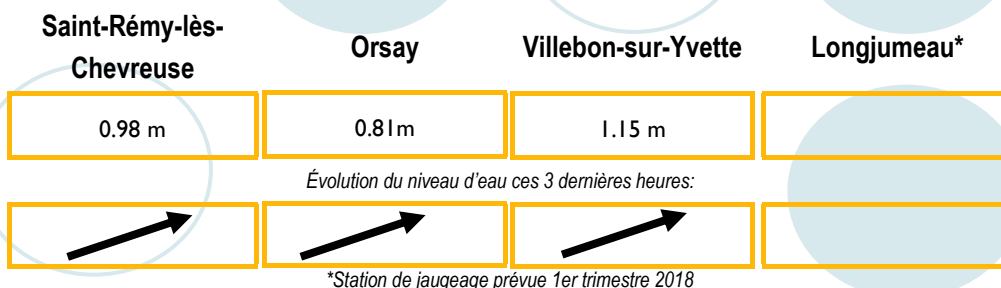 Saint-Rémy-lès-
Chevreuse
Orsay
Villebon-sur-Yvette
Longjumeau*
0.98 m
0.81m
1.15 m
Évolution du niveau d'eau ces 3 dernières heures:
*Station de jaugeage prévue 1er trimestre 2018